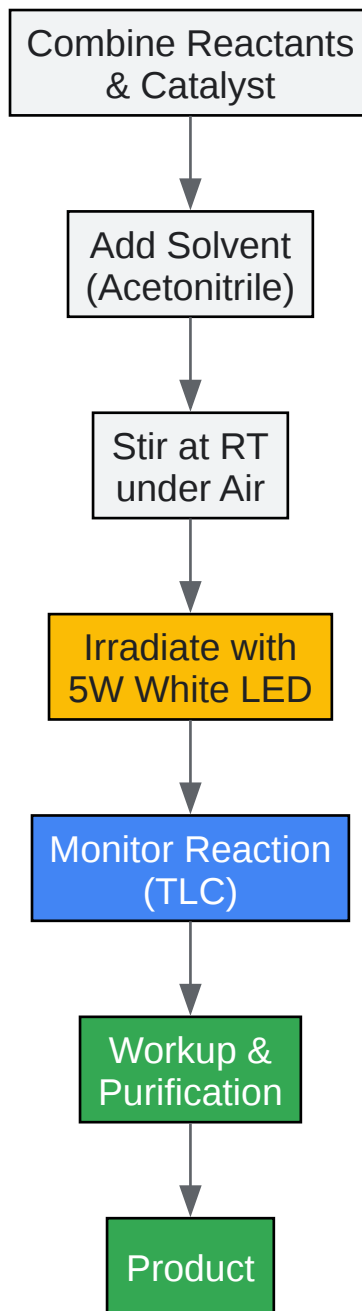 Combine Reactants
& Catalyst
Add Solvent
(Acetonitrile)
Stir at RT
under Air
Irradiate with
5W White LED
Monitor Reaction
(TLC)
Workup &
Purification
Product